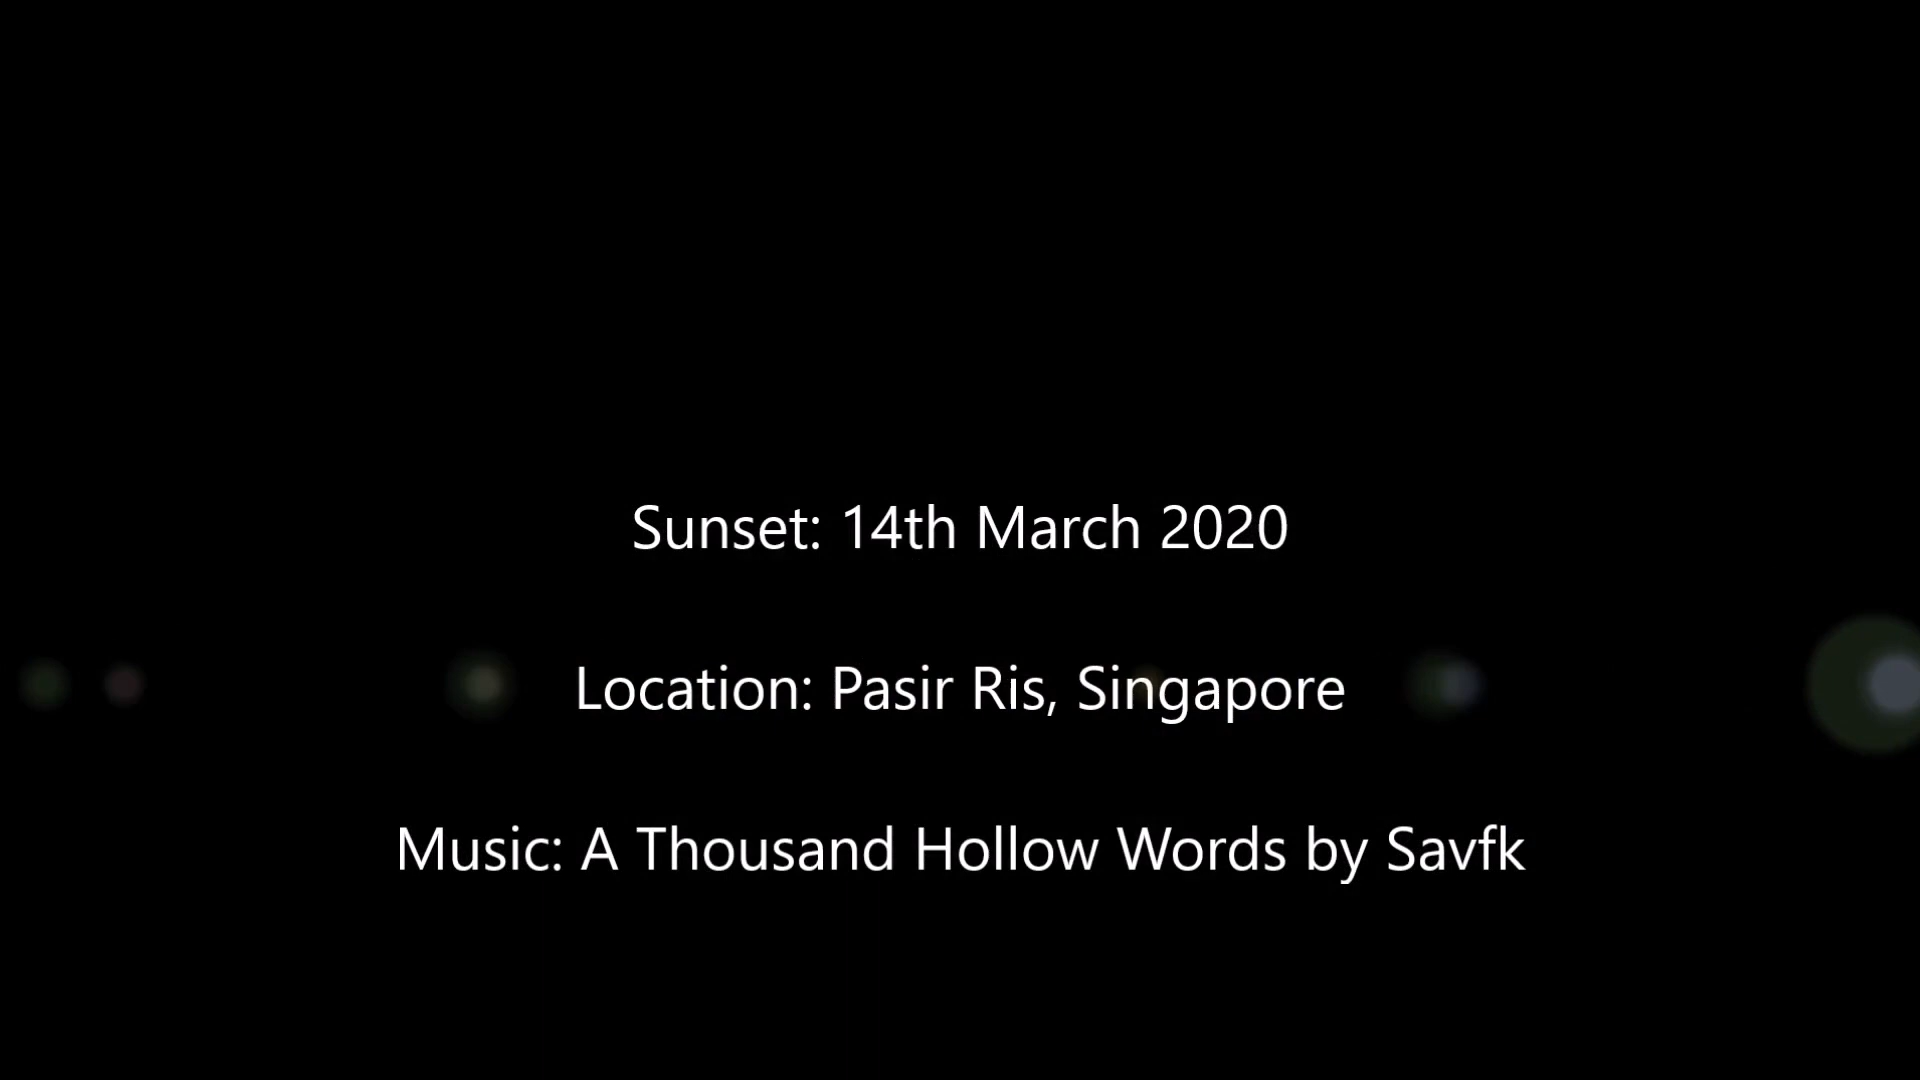 Sunset: 14th March 2020
Location: Pasir Ris, Singapore
Music: A Thousand Hollow Words by Savfk